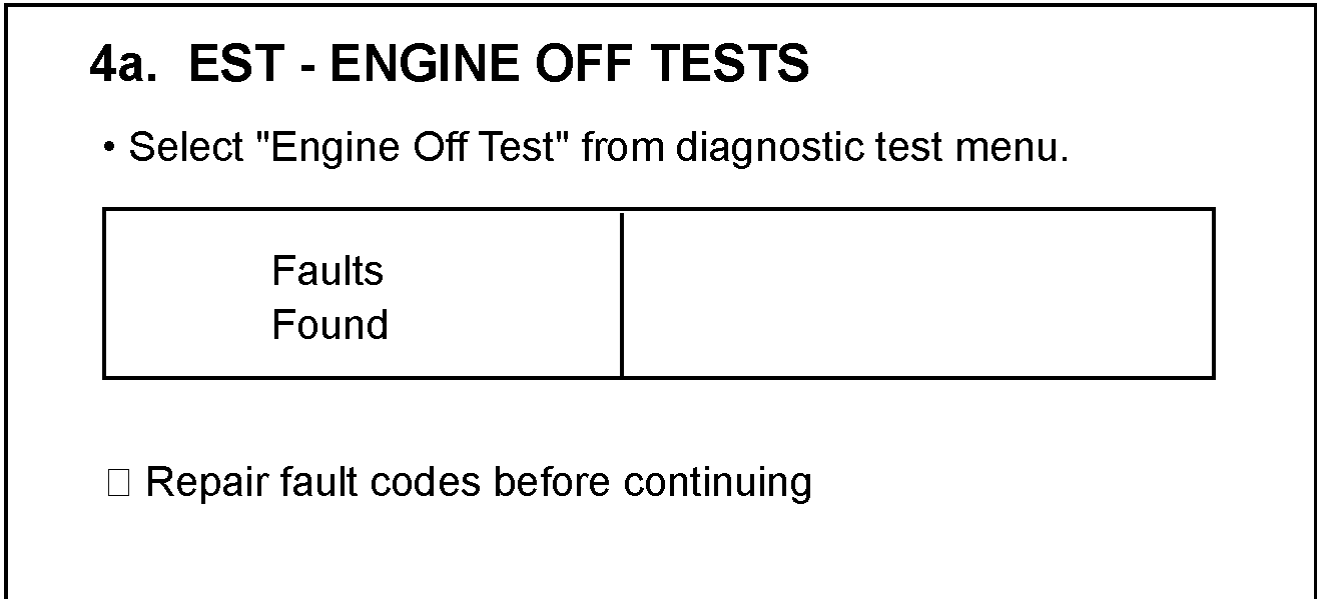 4a. EST - ENGINE OFF TESTS
• Select "Engine Off Test" from diagnostic test menu.
Faults
Found
□ Repair fault codes before continuing